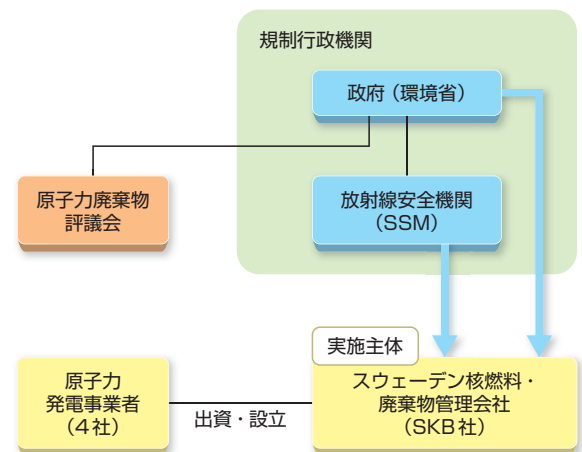 規制行政機関
政府（環境省）
原子力廃棄物
評議会
放射線安全機関
（SSM）
実施主体
原子力
発電事業者
（4社）
出資・設立
スウェーデン核燃料・
廃棄物管理会社
（SKB社）